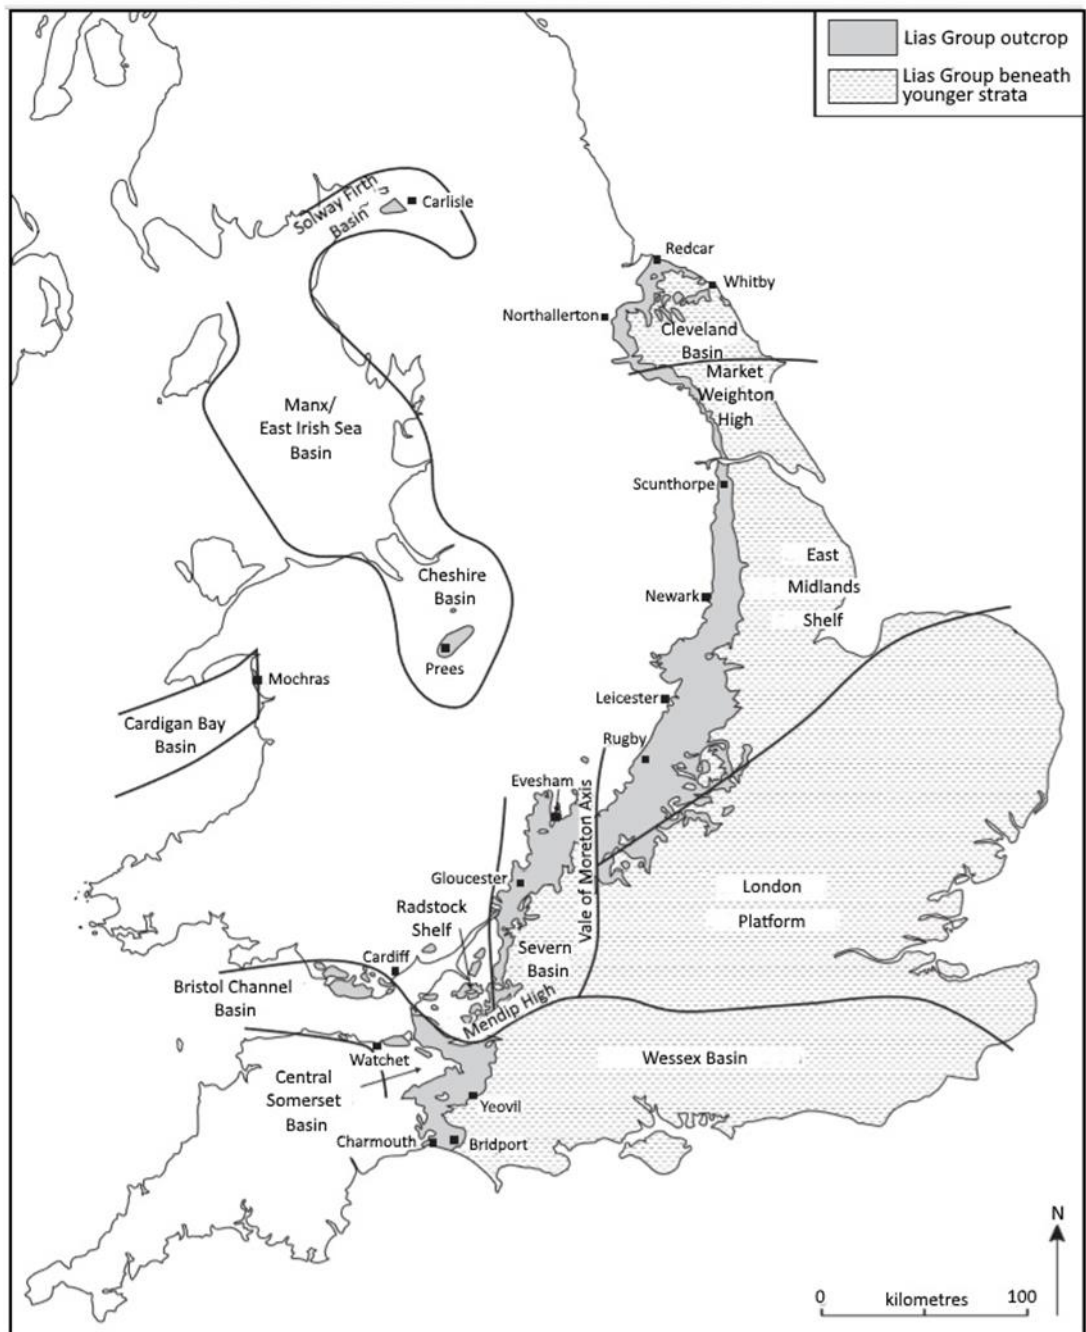 Lias Group outcrop
Lias Group beneath
younger strata
Solway Firth
Basin
Carlisle
Redcar
Whitby
Northallerton
Cleveland
Basin
Market
Weighton
High
Manx/
East Irish Sea
Basin
Scunthorpe
East
Midlands
Shelf
Cheshire
Basin
Newark
Prees
Mochras
Leicester
Cardigan Bay
Basin
Rugby
Evesham
Vale of Moreton Axis
Gloucester
London
Platform
Radstock
Shelf
Severn
Basin
Cardiff
Bristol Channel
Basin
Mendip High
Watchet
Wessex Basin
Central
Somerset
Basin
Yeovil
Charmouth
Bridport
N
0 kilometres 100